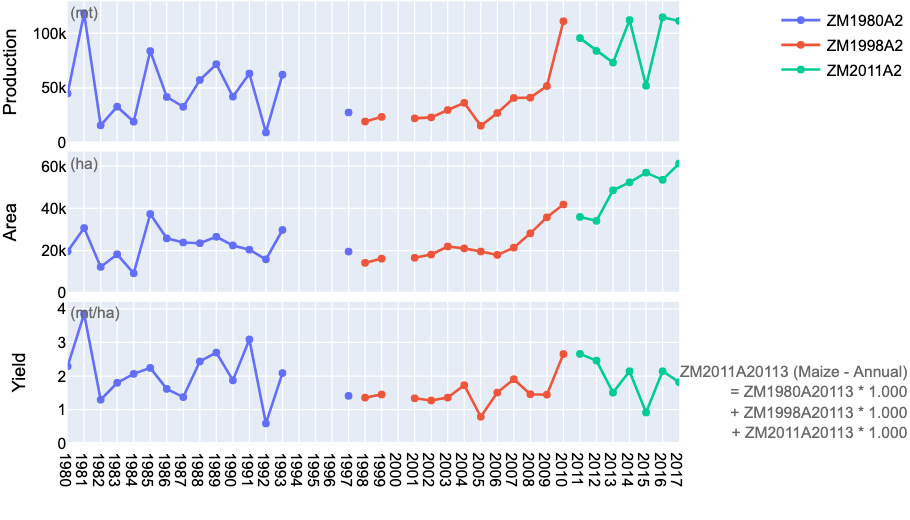 (mt)
100k
50k
0
Production
ZM1980A2
ZM1998A2
ZM2011A2
(ha)
60k
40k
20k
0
Area
(mt/ha)
4
3
2
1
0
Yield
ZM2011A20113 (Maize - Annual)
= ZM1980A20113 * 1.000
+ ZM1998A20113 * 1.000
+ ZM2011A20113 * 1.000
1980 1981 1982 1983 1984 1985 1986 1987 1988 1989 1990 1991 1992 1993 1994 1995 1996 1997 1998 1999 2000 2001 2002 2003 2004 2005 2006 2007 2008 2009 2010 2011 2012 2013 2014 2015 2016 2017